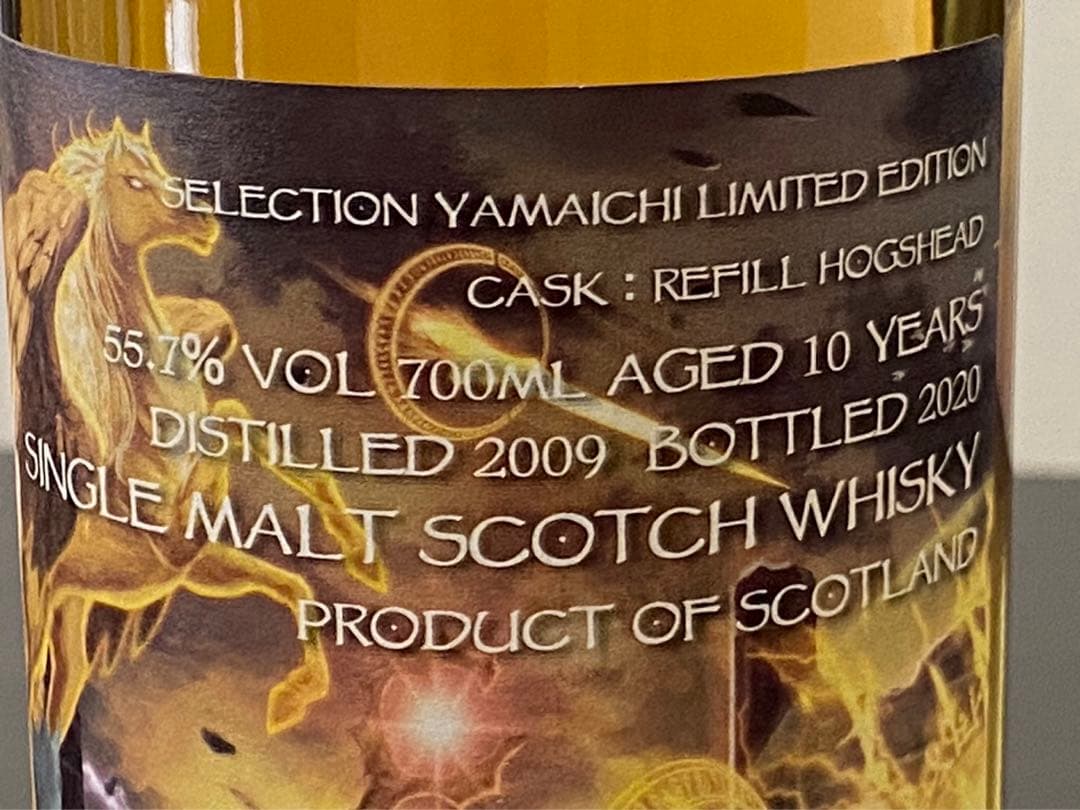 SELECTION YAMAICHI LIMITED EDITION
CASK : REFILL HOGSHEAD
55.7% VOL 700ML AGED 10 YEARS
DISTILLED 2009 BOTTLED 2020
SINGLE MALT SCOTCH WHISKY
PRODUCT OF SCOTLAND